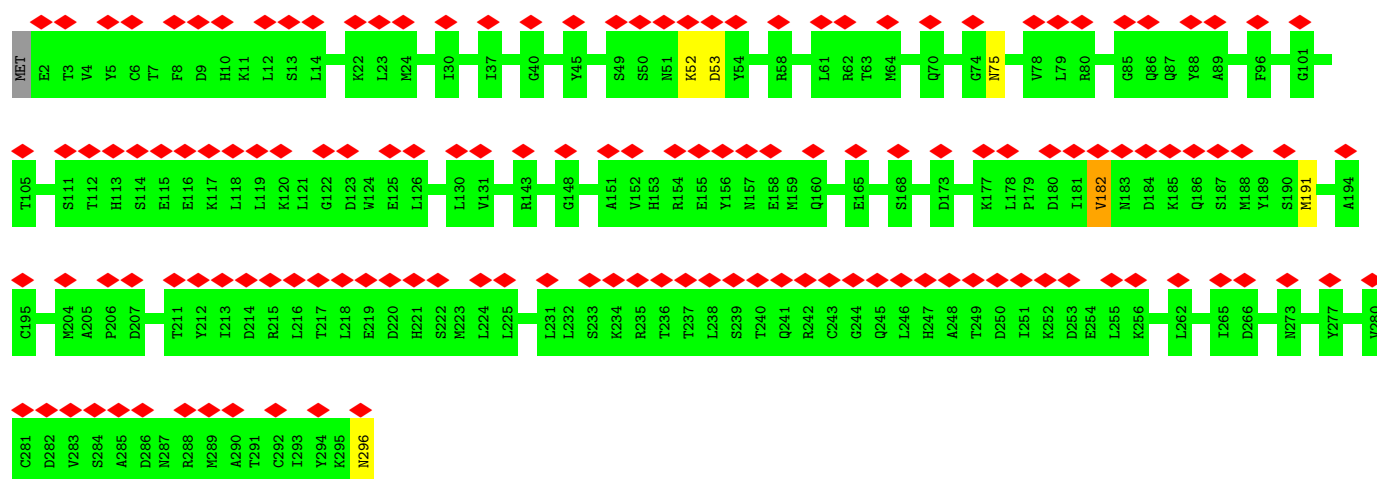 MET E2 T3 V4 Y5 C6 T7 F8 D9 H10 K11 L12 S13 L14 K22 L23 M24 I30 I37 G40 Y45 S49 S50 N51 K52 D53 Y54 R58 L61 R62 T63 M64 Q70 G74 N75 V78 L79 R80 G85 Q86 Q87 Y88 A89 F96 G101
T105 S111 T112 H113 S114 E115 E116 K117 L118 L119 K120 L121 G122 D123 W124 E125 L126 L130 V131 R143 G148 A151 V152 H153 R154 E155 Y156 N157 E158 M159 Q160 E165 S168 D173 K177 L178 P179 D180 I181 V182 N183 D184 K185 Q186 S187 M188 Y189 S190 M191 A194
C195 M204 A205 P206 D207 T211 Y212 I213 D214 R215 L216 T217 L218 E219 D220 H221 S222 M223 L224 L225 L231 L232 S233 K234 R235 T236 T237 L238 S239 T240 Q241 R242 C243 G244 Q245 L246 H247 A248 T249 D250 I251 K252 D253 E254 L255 K256 L262 I265 D266 N273 Y277
C281 D282 V283 S284 A285 D286 N287 R288 M289 A290 T291 C292 I293 Y294 K295 N296